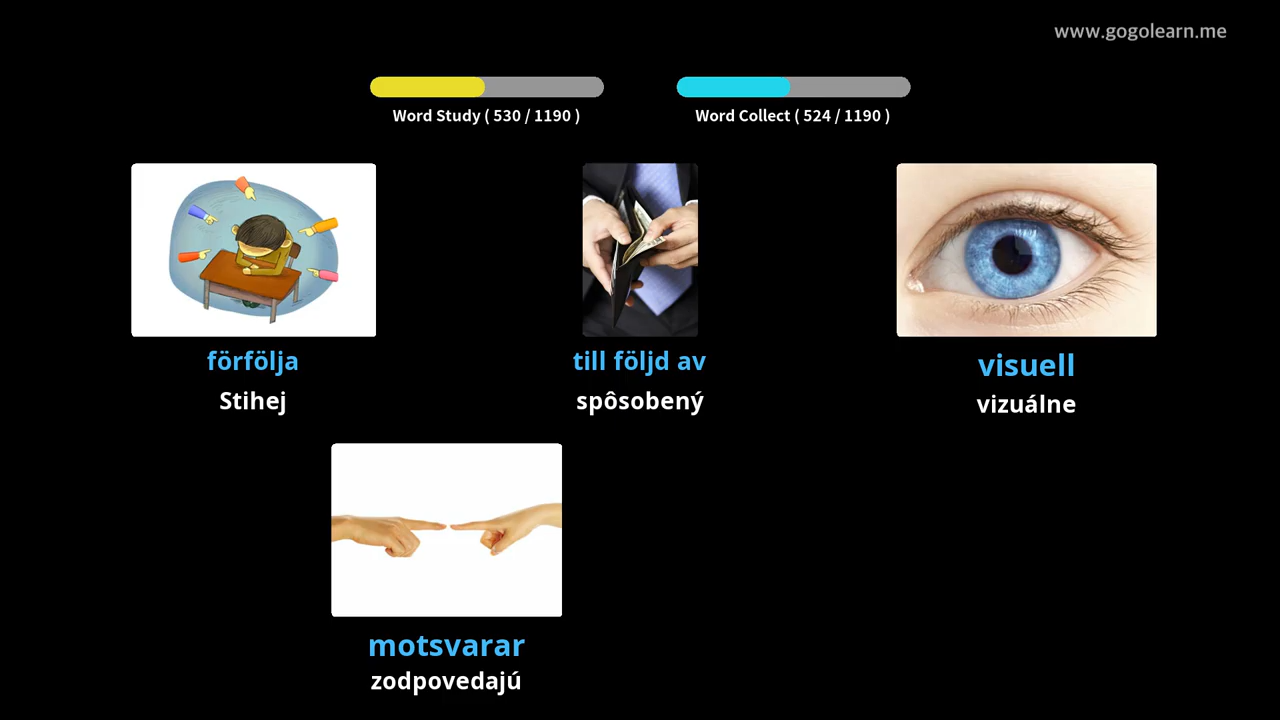 www.gogolearn.me
Word Study ( 530 / 1190 )
Word Collect ( 524 / 1190 )
förfölja
Stihej
till följd av
spôsobený
visuell
vizuálne
motsvarar
zodpovedajú